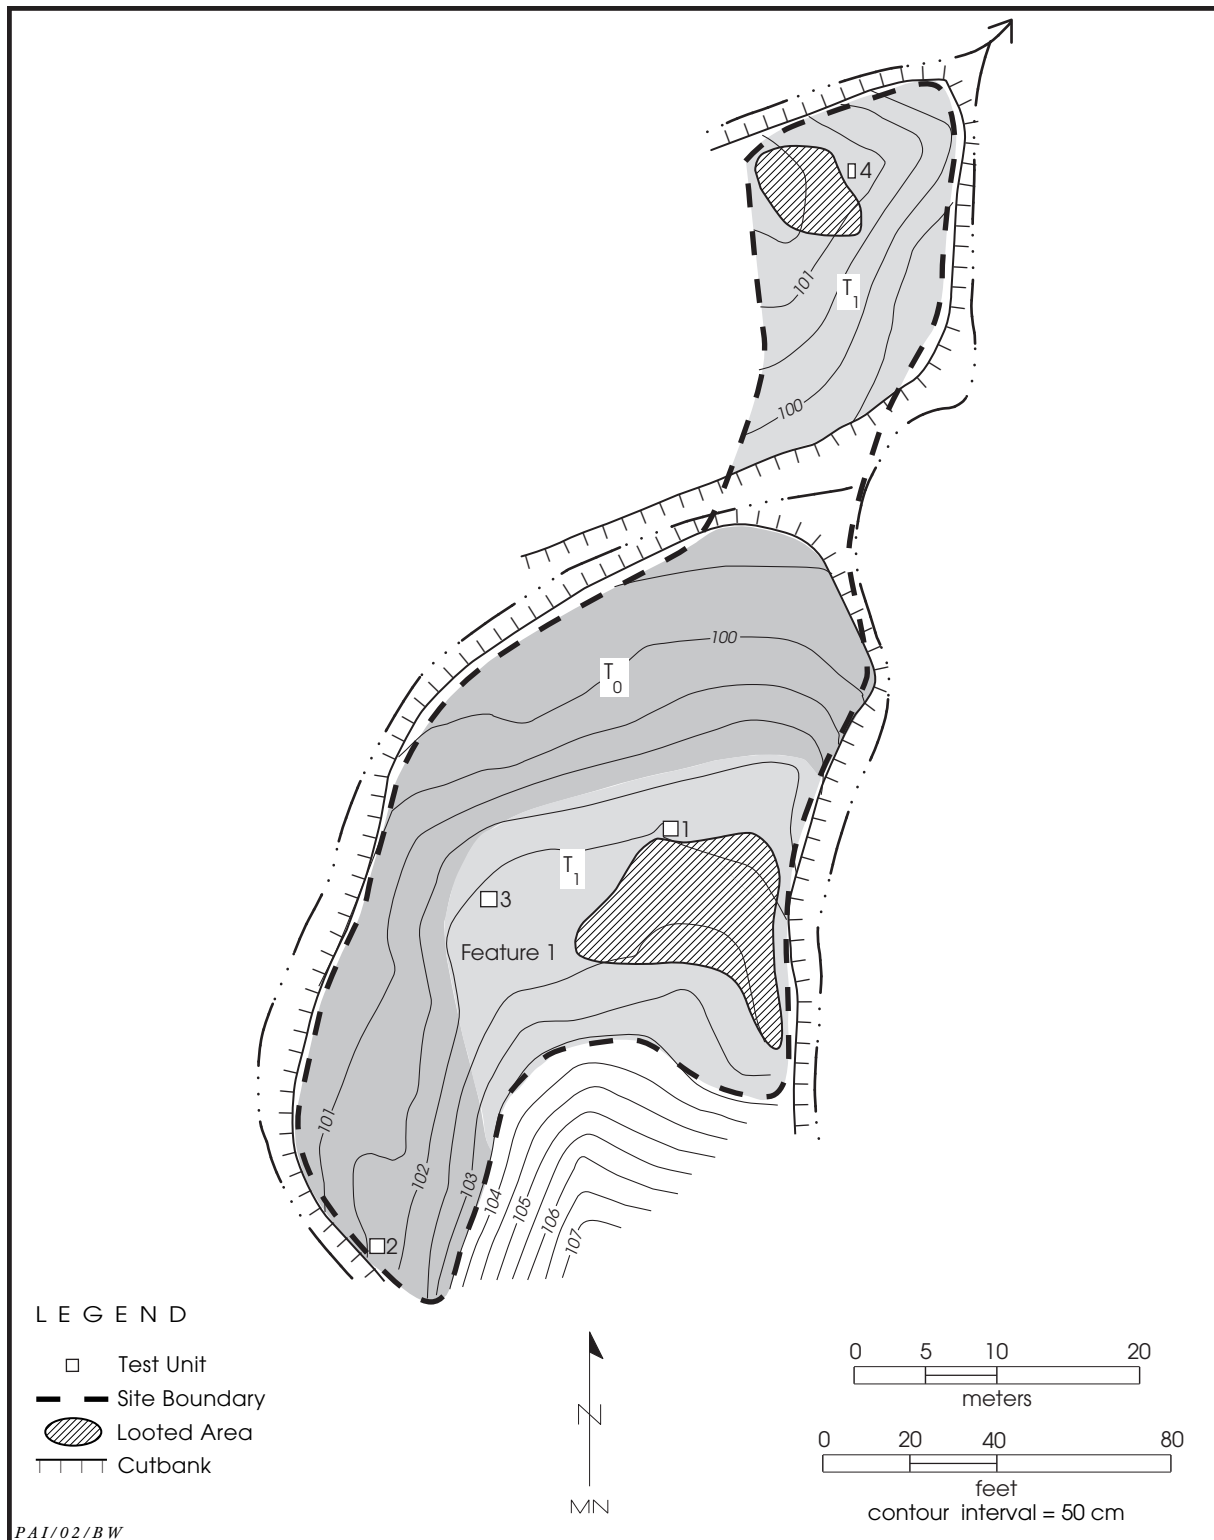 4
101
T1
100
100
T0
1
T1
3
Feature 1
101
102
103
104
105
106
107
2
LEGEND
Test Unit
Site Boundary
Looted Area
Cutbank
N
MN
0 5 10 20
meters
0 20 40 80
feet
contour interval = 50 cm
PAI/02/BW